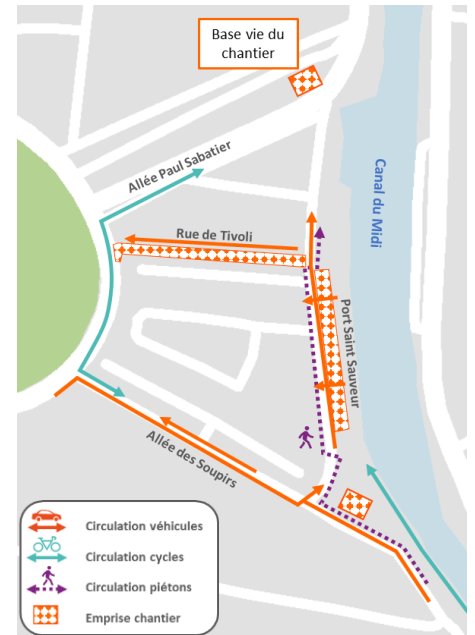 Base vie du
chantier
Allée Paul Sabatier
Canal du Midi
Rue de Tivoli
Port Saint Sauveur
Allée des Soupirs
Circulation véhicules
Circulation cycles
Circulation piétons
Emprise chantier